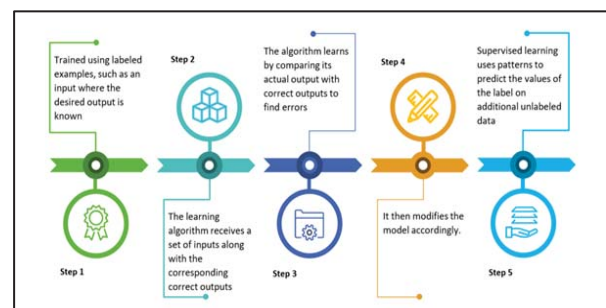 Trained using labeled
examples, such as an
input where the
desired output is
known
Step 1
Step 2
The learning
algorithm receives a
set of inputs along
with the
corresponding
correct outputs
The algorithm learns
by comparing its
actual output with
correct outputs to
find errors
Step 3
Step 4
It then modifies the
model accordingly.
Supervised learning
uses patterns to
predict the values of
the label on
additional unlabeled
data
Step 5